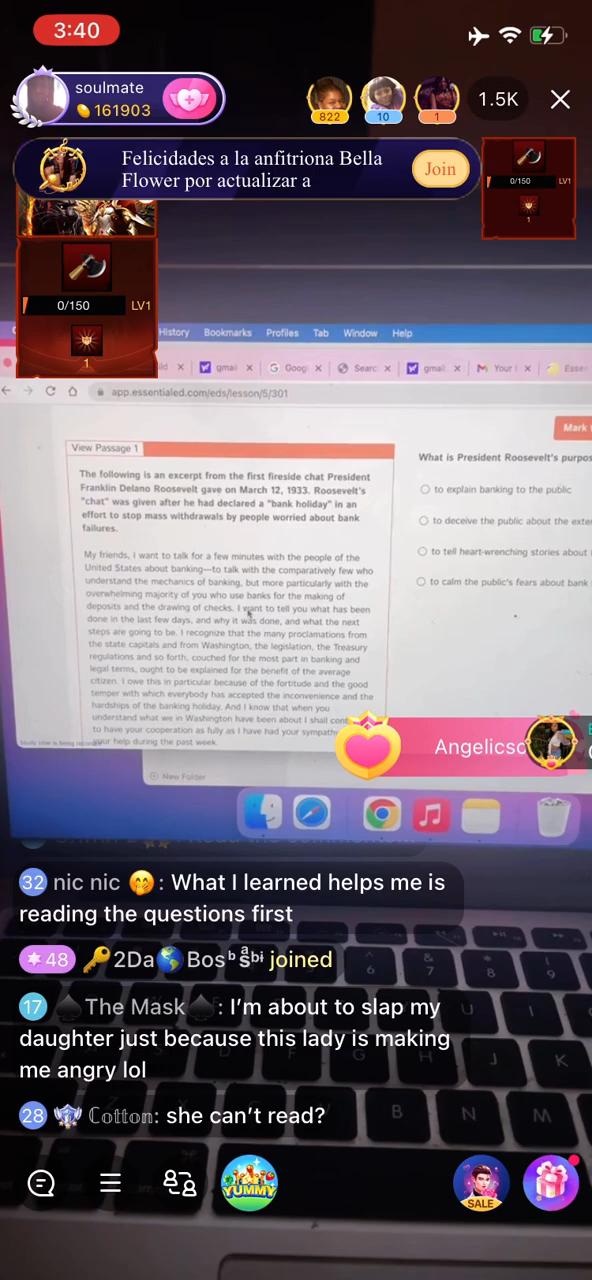 3:40
soulmate
161903
822
10
1
1.5K
Felicidades a la anfitriona Bella
Flower por actualizar a
Join
0/150
LV1
1
0/150
LV1
1
History Bookmarks Profiles Tab Window Help
gmai
Goog
Searc
gmail
Your I
Esse
app.essentialed.com/eds/lesson/5/301
Mark
View Passage 1
The following is an excerpt from the first fireside chat President
Franklin Delano Roosevelt gave on March 12, 1933. Roosevelt's
"chat" was given after he had declared a "bank holiday" in an
effort to stop mass withdrawals by people worried about bank
failures.
What is President Roosevelt's purpos
to explain banking to the public
to deceive the public about the exte
to tell heart-wrenching stories about
to calm the public's fears about bank
My friends, I want to talk for a few minutes with the people of the
United States about banking—to talk with the comparatively few who
understand the mechanics of banking, but more particularly with the
overwhelming majority of you who use banks for the making of
deposits and the drawing of checks. I want to tell you what has been
done in the last few days, and why it was done, and what the next
steps are going to be. I recognize that the many proclamations from
the state capitals and from Washington, the legislation, the Treasury
regulations and so forth, couched for the most part in banking and
legal terms, ought to be explained for the benefit of the average
citizen. I owe this in particular because of the fortitude and the good
temper with which everybody has accepted the inconvenience and the
hardships of the banking holiday. And I know that when you
understand what we in Washington have been about I shall cont
to have your cooperation as fully as I have had your sympath
your help during the past week.
New Folder
Angelicso
32 nic nic 🤭: What I learned helps me is
reading the questions first
48 🔑2Da🌎Bosᵇsᵃbi joined
17 ♠The Mask♠: I'm about to slap my
daughter just because this lady is making
me angry lol
28 ℂ𝕠𝕥𝕥𝕠𝕟: she can't read?
YUMMY
SALE